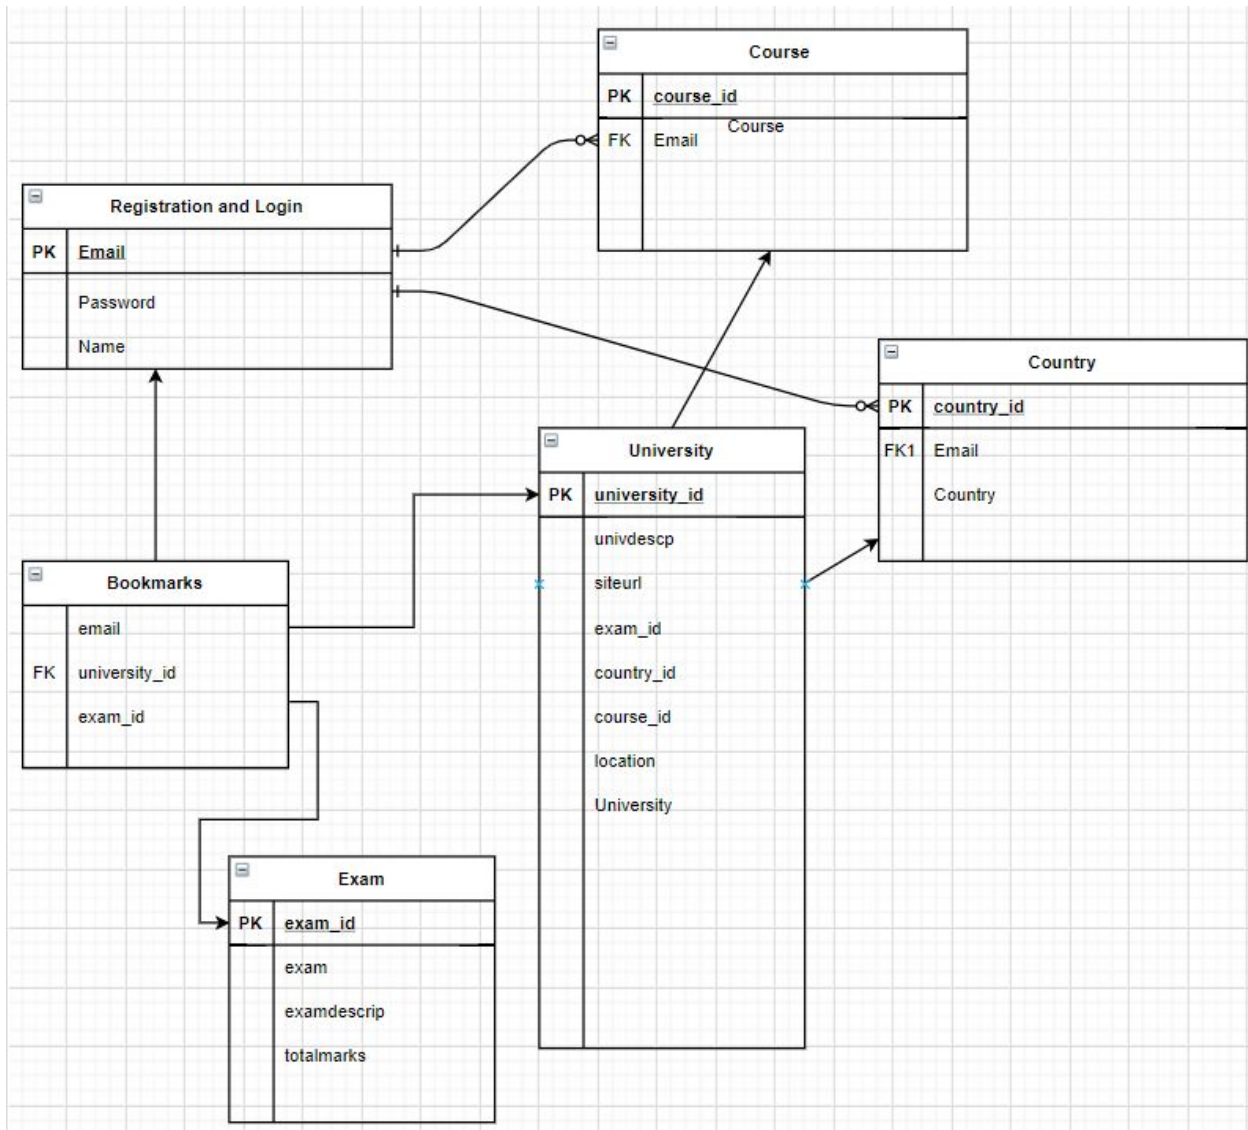 Course
PK course_id
Course
FK Email
Registration and Login
PK Email
Password
Name
Country
PK country_id
FK1 Email
Country
University
PK university_id
univdescp
siteurl
exam_id
country_id
course_id
location
University
Bookmarks
email
FK university_id
exam_id
Exam
PK exam_id
exam
examdescrip
totalmarks